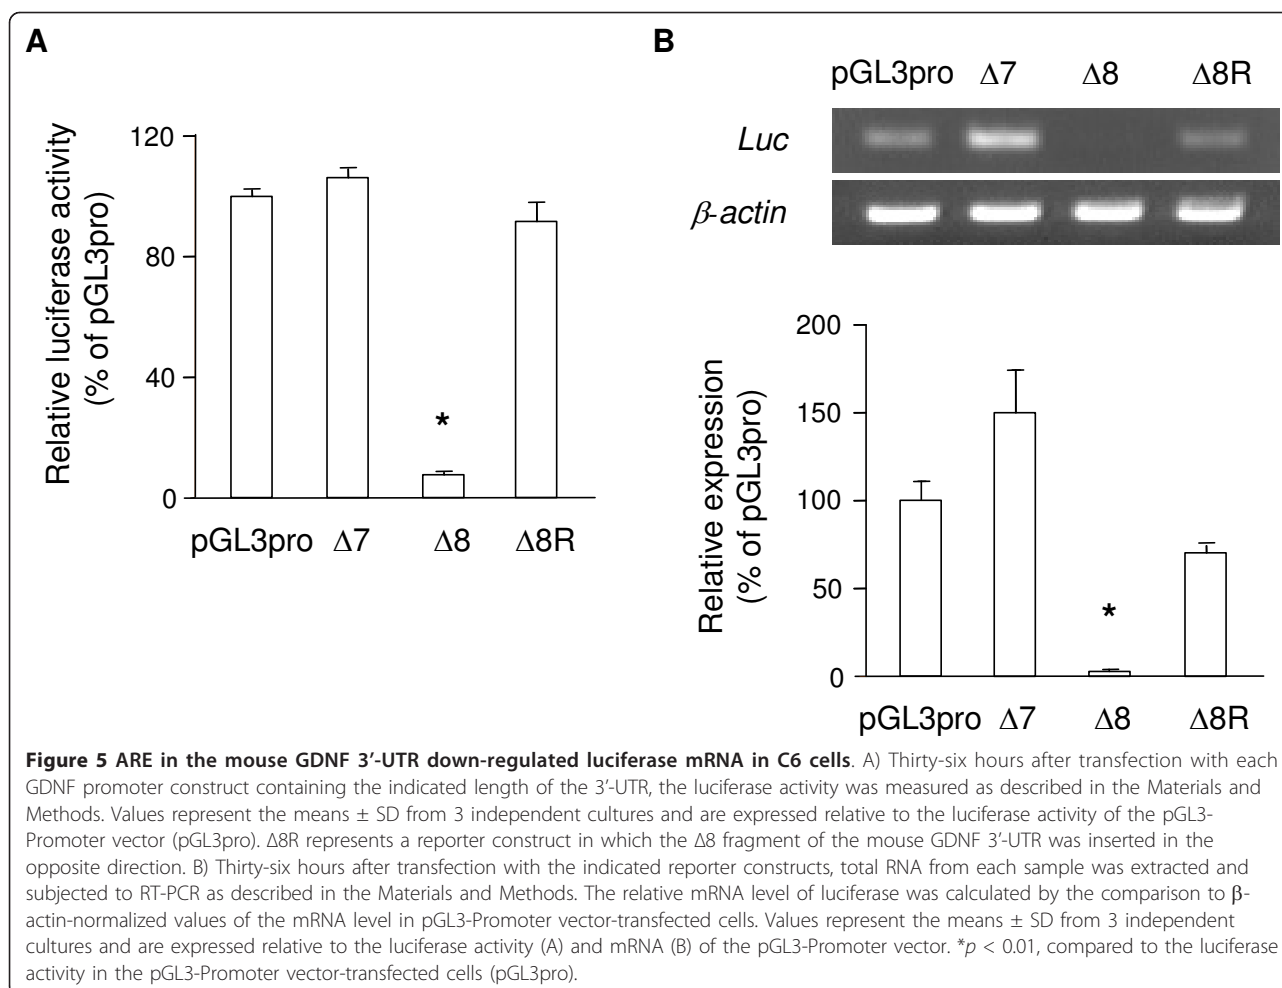 A
Relative luciferase activity
(% of pGL3pro)
120
80
40
0
*
pGL3pro Δ7 Δ8 Δ8R
B
pGL3pro Δ7 Δ8 Δ8R
Luc
β-actin
Relative expression
(% of pGL3pro)
200
150
100
50
0
*
pGL3pro Δ7 Δ8 Δ8R
Figure 5 ARE in the mouse GDNF 3’-UTR down-regulated luciferase mRNA in C6 cells. A) Thirty-six hours after transfection with each
GDNF promoter construct containing the indicated length of the 3’-UTR, the luciferase activity was measured as described in the Materials and
Methods. Values represent the means ± SD from 3 independent cultures and are expressed relative to the luciferase activity of the pGL3-
Promoter vector (pGL3pro). Δ8R represents a reporter construct in which the Δ8 fragment of the mouse GDNF 3’-UTR was inserted in the
opposite direction. B) Thirty-six hours after transfection with the indicated reporter constructs, total RNA from each sample was extracted and
subjected to RT-PCR as described in the Materials and Methods. The relative mRNA level of luciferase was calculated by the comparison to β-
actin-normalized values of the mRNA level in pGL3-Promoter vector-transfected cells. Values represent the means ± SD from 3 independent
cultures and are expressed relative to the luciferase activity (A) and mRNA (B) of the pGL3-Promoter vector. *p < 0.01, compared to the luciferase
activity in the pGL3-Promoter vector-transfected cells (pGL3pro).